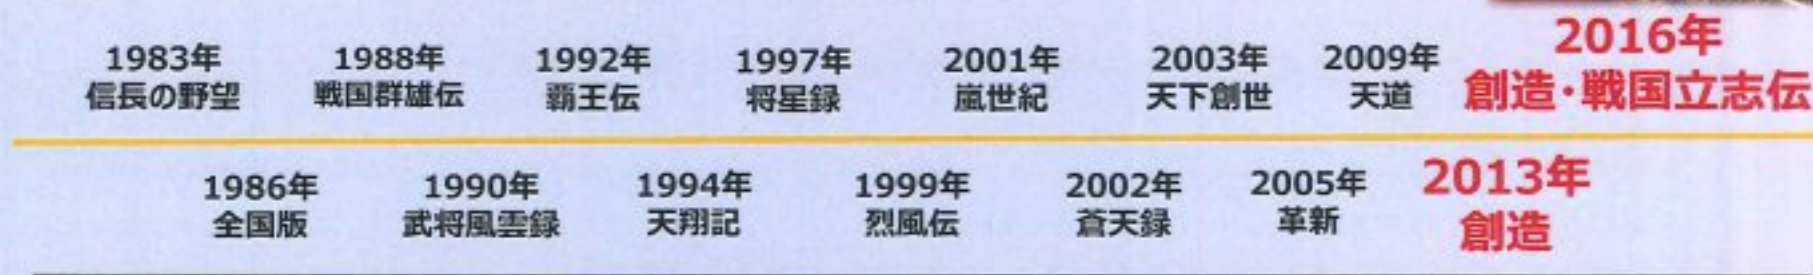 1983年
信長の野望
1988年
戦国群雄伝
1992年
覇王伝
1997年
将星録
2001年
嵐世紀
2003年
天下創世
2009年
天道
2016年
創造・戦国立志伝
1986年
全国版
1990年
武将風雲録
1994年
天翔記
1999年
烈風伝
2002年
蒼天録
2005年
革新
2013年
創造